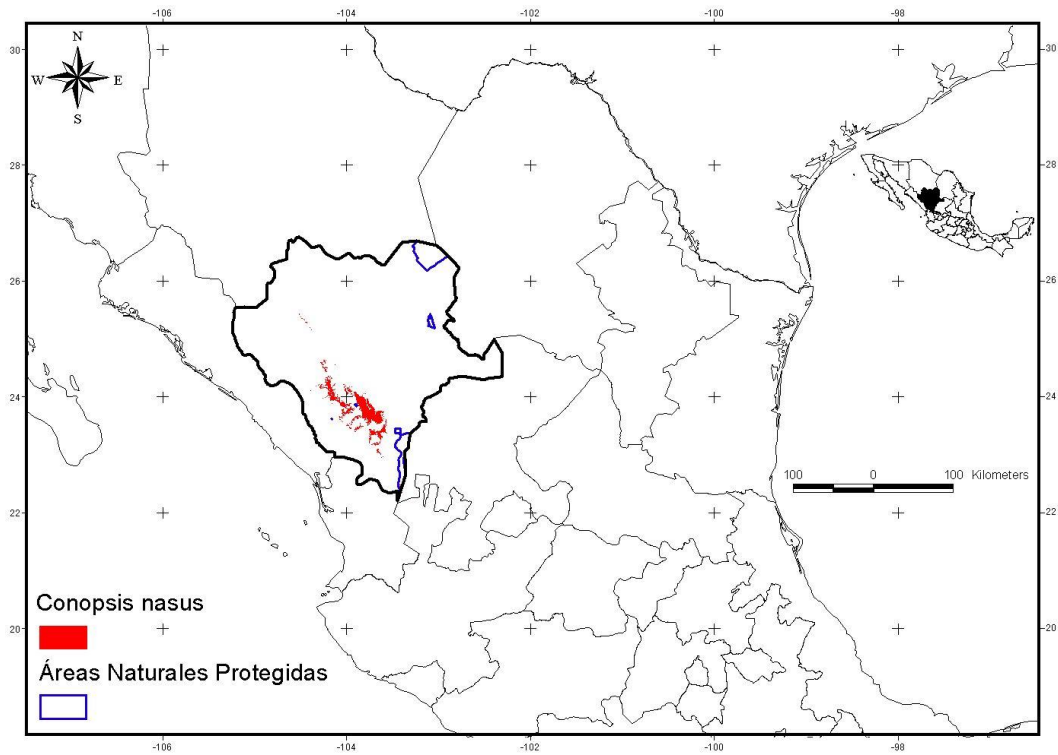 -106 -104 -102 -100 -98
30 30
N
W E
S
28 28
26 26
24 24
100 0 100 Kilometers
22 22
Conopsis nasus
20 20
Áreas Naturales Protegidas
-106 -104 -102 -100 -98